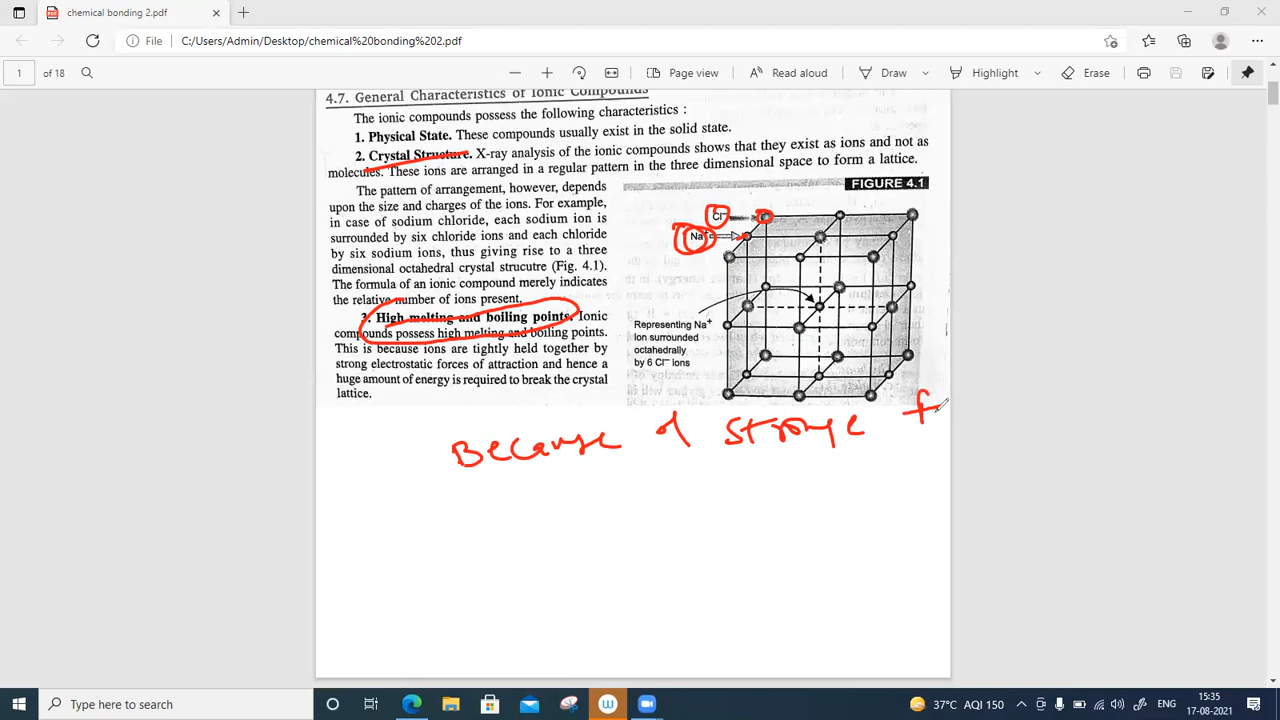 chemical bonding 2.pdf
File C:/Users/Admin/Desktop/chemical%20bonding%202.pdf
1 of 18 Page view Read aloud Draw Highlight Erase
4.7. General Characteristics of Ionic Compounds
The ionic compounds possess the following characteristics :
1. Physical State. These compounds usually exist in the solid state.
2. Crystal Structure. X-ray analysis of the ionic compounds shows that they exist as ions and not as
molecules. These ions are arranged in a regular pattern in the three dimensional space to form a lattice.
The pattern of arrangement, however, depends
upon the size and charges of the ions. For example,
in case of sodium chloride, each sodium ion is
surrounded by six chloride ions and each chloride
by six sodium ions, thus giving rise to a three
dimensional octahedral crystal strucutre (Fig. 4.1).
The formula of an ionic compound merely indicates
the relative number of ions present.
3. High melting and boiling points. Ionic
compounds possess high melting and boiling points.
This is because ions are tightly held together by
strong electrostatic forces of attraction and hence a
huge amount of energy is required to break the crystal
lattice.
FIGURE 4.1
Cl⁻
Na⁺
Representing Na⁺
ion surrounded
octahedrally
by 6 Cl⁻ ions
Because of stronge f
Type here to search
37°C AQI 150 ENG 15:35
17-08-2021